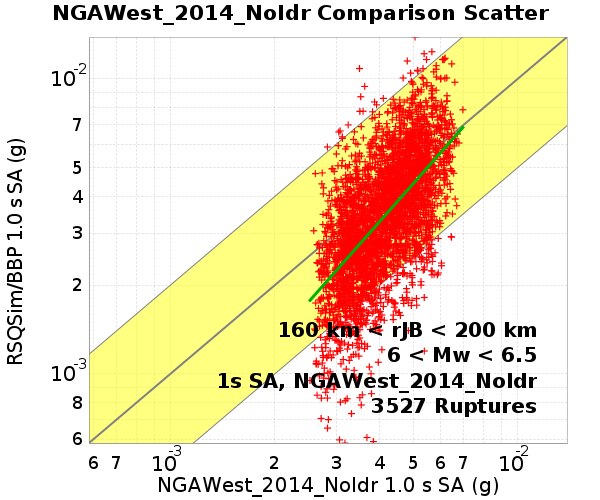 NGAWest_2014_NoIdr Comparison Scatter
RSQSim/BBP 1.0 s SA (g)
10-2
7
5
4
3
2
10-3
8
6
160 km < rJB < 200 km
6 < Mw < 6.5
1s SA, NGAWest_2014_NoIdr
3527 Ruptures
6 7 10-3 2 3 4 5 6 7 10-2
NGAWest_2014_NoIdr 1.0 s SA (g)